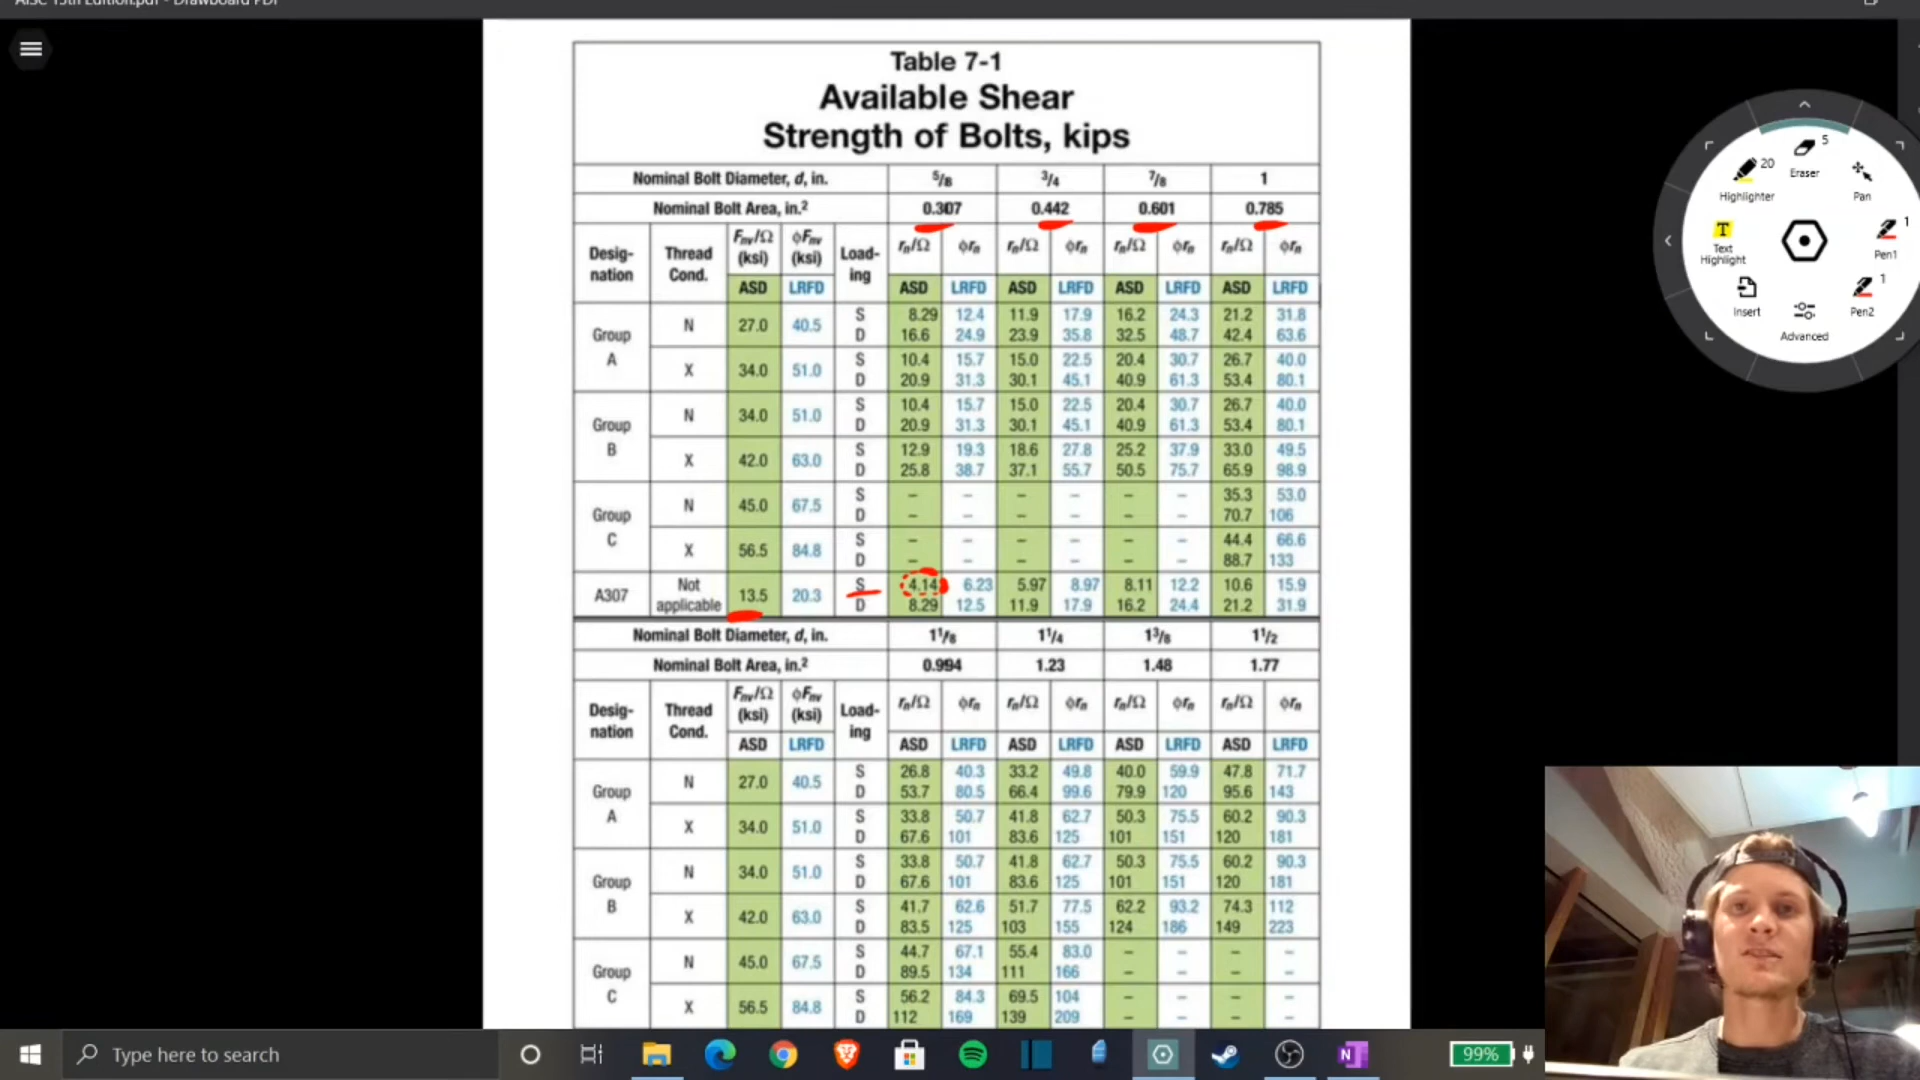 AISC 15th Edition.pdf - Drawboard PDF
Table 7-1
Available Shear
Strength of Bolts, kips
Nominal Bolt Diameter, d, in. 5/8 3/4 7/8 1
Nominal Bolt Area, in.2 0.307 0.442 0.601 0.785
Desig-nation Thread Cond. Fnv/Ω (ksi) ϕFnv (ksi) Load-ing rn/Ω ϕrn rn/Ω ϕrn rn/Ω ϕrn rn/Ω ϕrn
ASD LRFD ASD LRFD ASD LRFD ASD LRFD ASD LRFD
Group A N 27.0 40.5 S 8.29 12.4 11.9 17.9 16.2 24.3 21.2 31.8
D 16.6 24.9 23.9 35.8 32.5 48.7 42.4 63.6
X 34.0 51.0 S 10.4 15.7 15.0 22.5 20.4 30.7 26.7 40.0
D 20.9 31.3 30.1 45.1 40.9 61.3 53.4 80.1
Group B N 34.0 51.0 S 10.4 15.7 15.0 22.5 20.4 30.7 26.7 40.0
D 20.9 31.3 30.1 45.1 40.9 61.3 53.4 80.1
X 42.0 63.0 S 12.9 19.3 18.6 27.8 25.2 37.9 33.0 49.5
D 25.8 38.7 37.1 55.7 50.5 75.7 65.9 98.9
Group C N 45.0 67.5 S – – – – – – 35.3 53.0
D – – – – – – 70.7 106
X 56.5 84.8 S – – – – – – 44.4 66.6
D – – – – – – 88.7 133
A307 Not applicable 13.5 20.3 S 4.14 6.23 5.97 8.97 8.11 12.2 10.6 15.9
D 8.29 12.5 11.9 17.9 16.2 24.4 21.2 31.9
Nominal Bolt Diameter, d, in. 11/8 11/4 13/8 11/2
Nominal Bolt Area, in.2 0.994 1.23 1.48 1.77
Desig-nation Thread Cond. Fnv/Ω (ksi) ϕFnv (ksi) Load-ing rn/Ω ϕrn rn/Ω ϕrn rn/Ω ϕrn rn/Ω ϕrn
ASD LRFD ASD LRFD ASD LRFD ASD LRFD ASD LRFD
Group A N 27.0 40.5 S 26.8 40.3 33.2 49.8 40.0 59.9 47.8 71.7
D 53.7 80.5 66.4 99.6 79.9 120 95.6 143
X 34.0 51.0 S 33.8 50.7 41.8 62.7 50.3 75.5 60.2 90.3
D 67.6 101 83.6 125 101 151 120 181
Group B N 34.0 51.0 S 33.8 50.7 41.8 62.7 50.3 75.5 60.2 90.3
D 67.6 101 83.6 125 101 151 120 181
X 42.0 63.0 S 41.7 62.6 51.7 77.5 62.2 93.2 74.3 112
D 83.5 125 103 155 124 186 149 223
Group C N 45.0 67.5 S 44.7 67.1 55.4 83.0 – – – –
D 89.5 134 111 166 – – – –
X 56.5 84.8 S 56.2 84.3 69.5 104 – – – –
D 112 169 139 209 – – – –
5
Eraser
20
Highlighter
Pan
T
Text Highlight
1
Pen1
Insert
1
Pen2
Advanced
Type here to search
N
99%